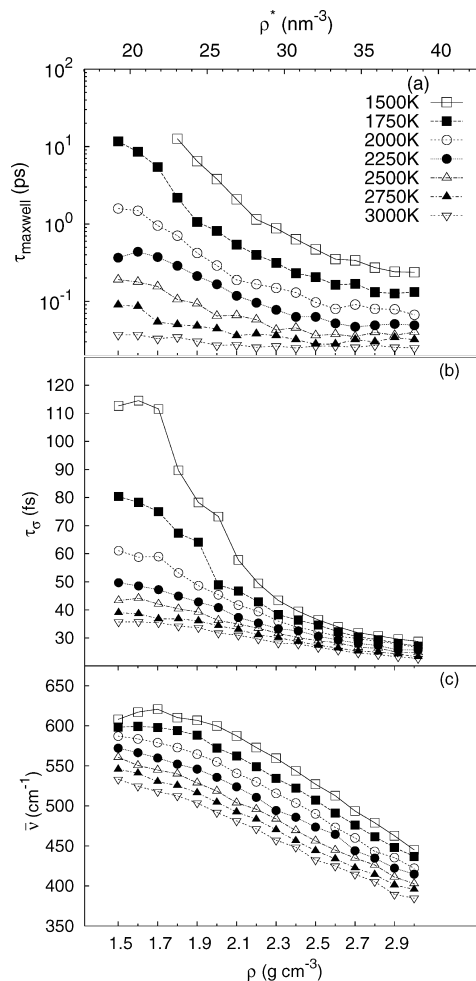 ρ* (nm-3)
20 25 30 35 40
(a)
102
101
100
10-1
τmaxwell (ps)
1500K
1750K
2000K
2250K
2500K
2750K
3000K
(b)
120
110
100
90
80
70
60
50
40
30
τσ (fs)
(c)
650
600
550
500
450
400
350
ν̄ (cm-1)
1.5 1.7 1.9 2.1 2.3 2.5 2.7 2.9
ρ (g cm-3)